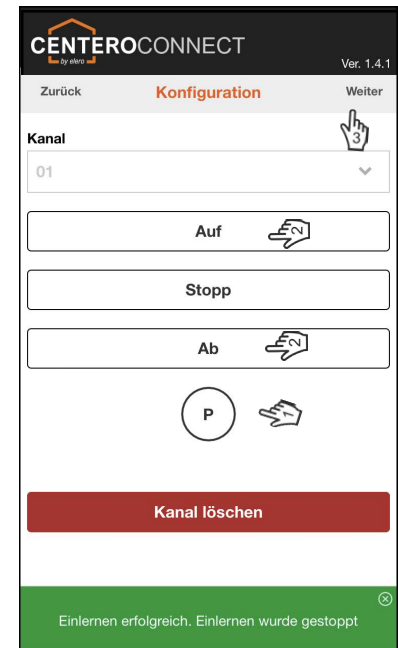 CENTEROCONNECT
by elero
Ver. 1.4.1
Zurück Konfiguration Weiter
3
Kanal
01
Auf 2
Stopp
Ab 2
P 1
Kanal löschen
Einlernen erfolgreich. Einlernen wurde gestoppt